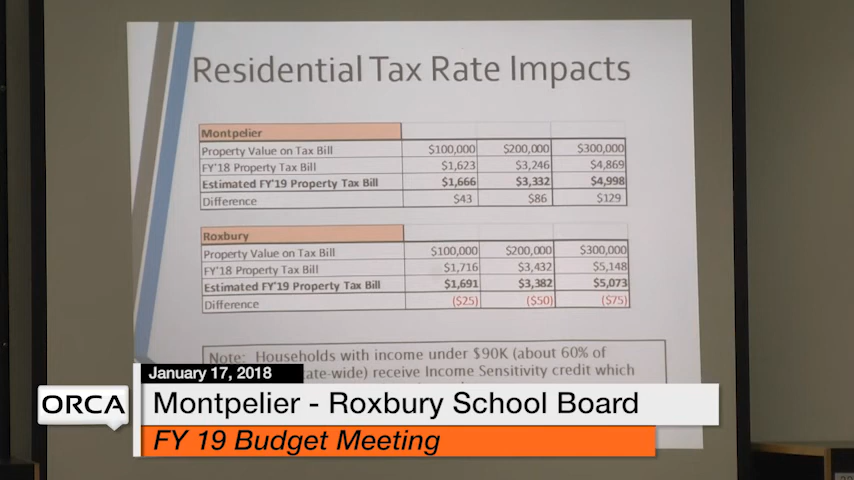 Residential Tax Rate Impacts
Montpelier
Property Value on Tax Bill $100,000 $200,000 $300,000
FY'18 Property Tax Bill $1,623 $3,246 $4,869
Estimated FY'19 Property Tax Bill $1,666 $3,332 $4,998
Difference $43 $86 $129
Roxbury
Property Value on Tax Bill $100,000 $200,000 $300,000
FY'18 Property Tax Bill $1,716 $3,432 $5,148
Estimated FY'19 Property Tax Bill $1,691 $3,382 $5,073
Difference ($25) ($50) ($75)
Note: Households with income under $90K (about 60% of
ate-wide) receive Income Sensitivity credit which
January 17, 2018
ORCA
Montpelier - Roxbury School Board
FY 19 Budget Meeting